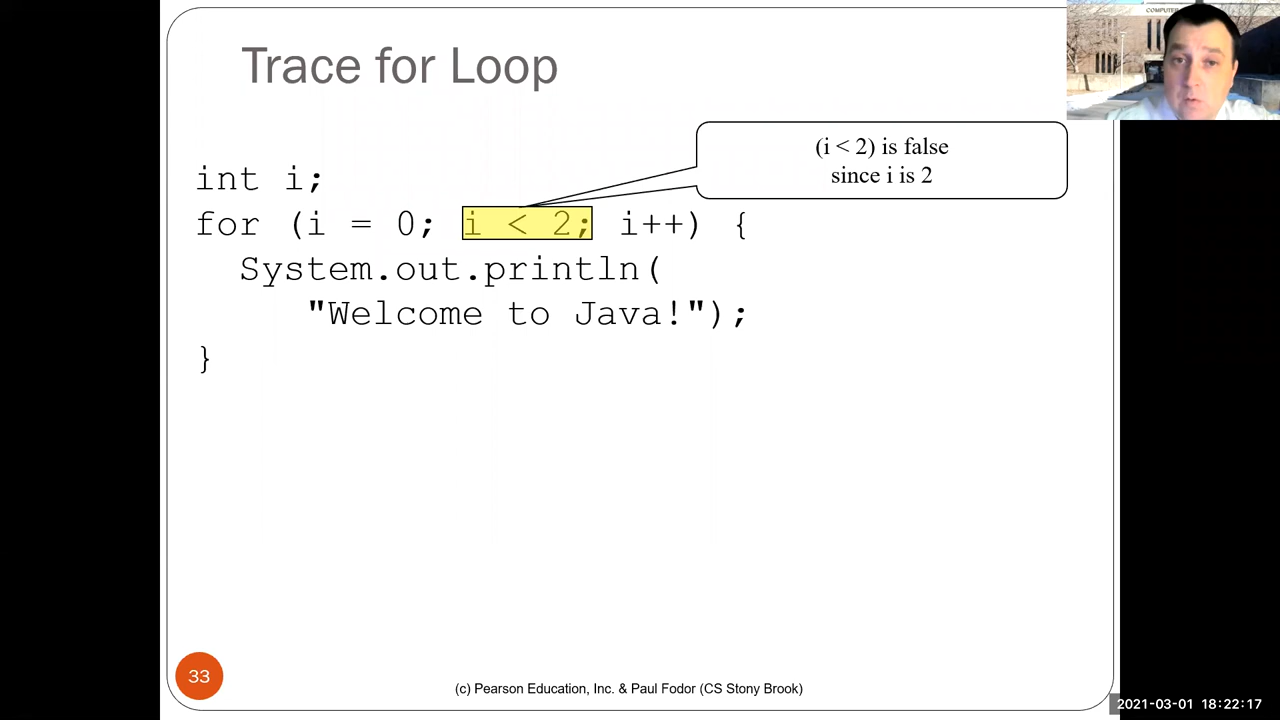 COMPUTER
Trace for Loop
(i < 2) is false
since i is 2
int i;
for (i = 0; i < 2; i++) {
System.out.println(
"Welcome to Java!");
}
33
(c) Pearson Education, Inc. & Paul Fodor (CS Stony Brook)
2021-03-01 18:22:17